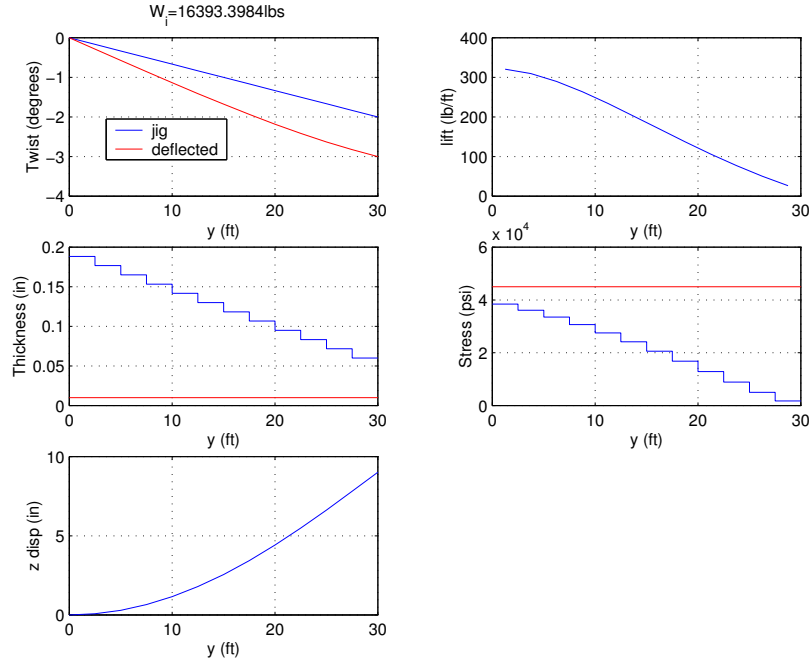 W_i=16393.3984lbs
0
−1
−2
−3
−4
0 10 20 30
Twist (degrees)
y (ft)
jig
deflected
400
300
200
100
0
0 10 20 30
lift (lb/ft)
y (ft)
0.2
0.15
0.1
0.05
0
0 10 20 30
Thickness (in)
y (ft)
x 10^4
6
4
2
0
0 10 20 30
Stress (psi)
y (ft)
10
5
0
0 10 20 30
z disp (in)
y (ft)